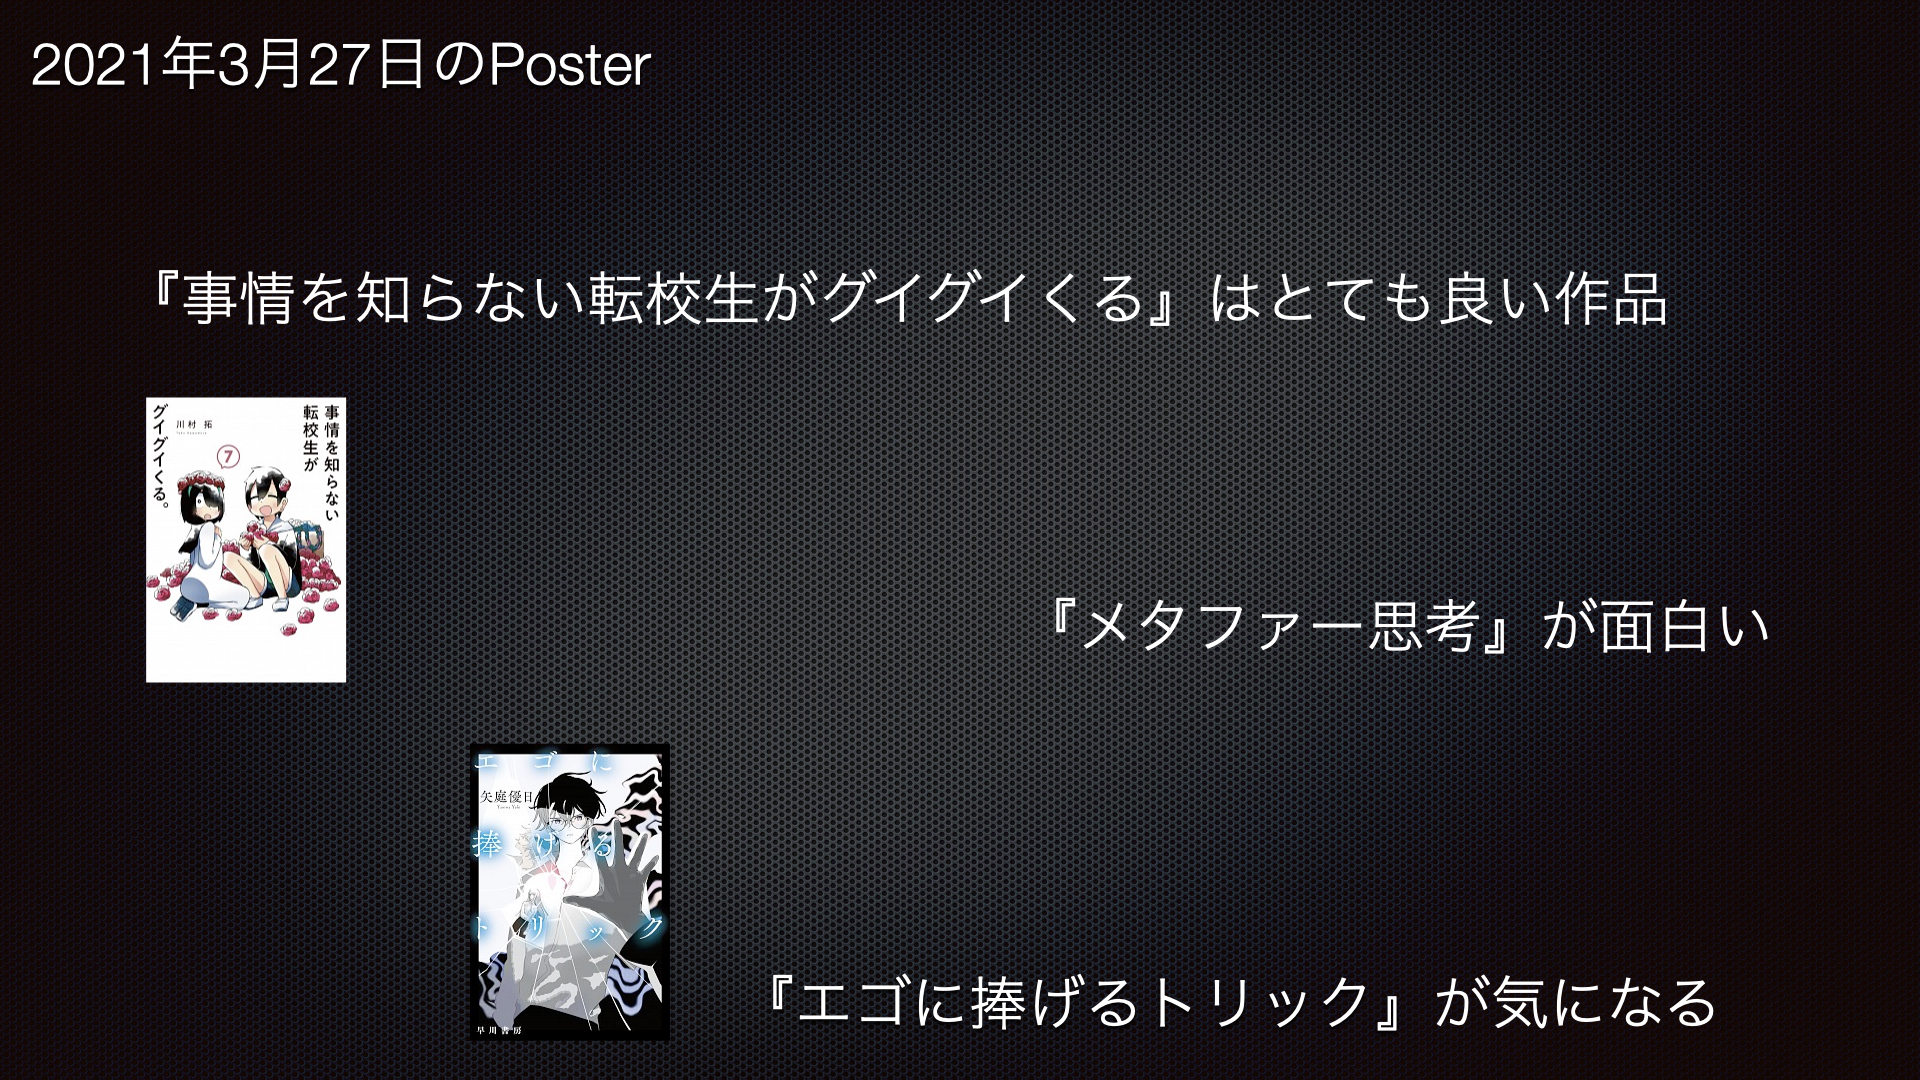 2021年3月27日のPoster
『事情を知らない転校生がグイグイくる』はとても良い作品
事情を知らない
転校生が
グイグイくる。
川村 拓
7
『メタファー思考』が面白い
エゴに
矢庭優日
捧げる
トリック
早川書房
『エゴに捧げるトリック』が気になる